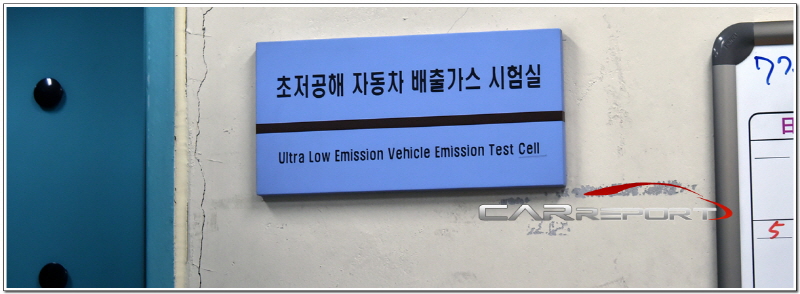 초저공해 자동차 배출가스 시험실
Ultra Low Emission Vehicle Emission Test Cell
CARREPORT
日
5